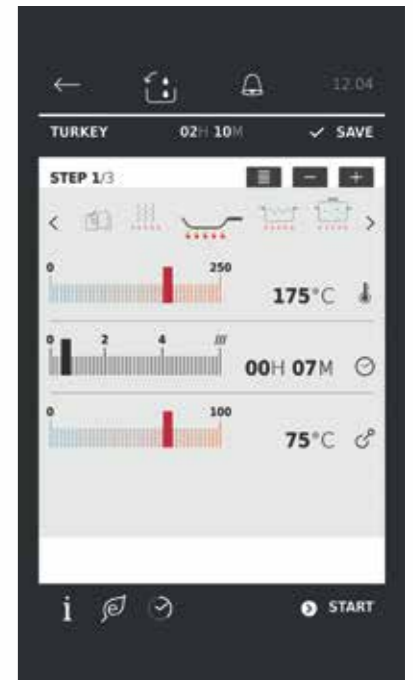 12.04
TURKEY 02H 10M SAVE
STEP 1/3
0 250
175°C
0 2 4 ///
00H 07M
0 100
75°C
i e START